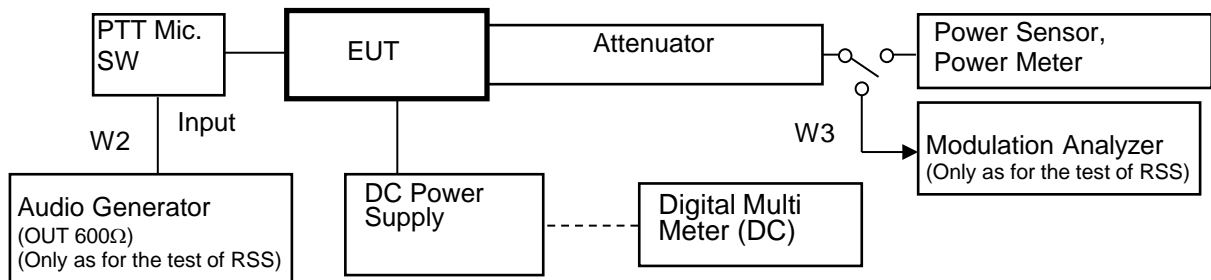 PTT Mic.
SW
EUT
Attenuator
Power Sensor,
Power Meter
W2
Input
W3
Modulation Analyzer
(Only as for the test of RSS)
Audio Generator
(OUT 600Ω)
(Only as for the test of RSS)
DC Power
Supply
Digital Multi
Meter (DC)